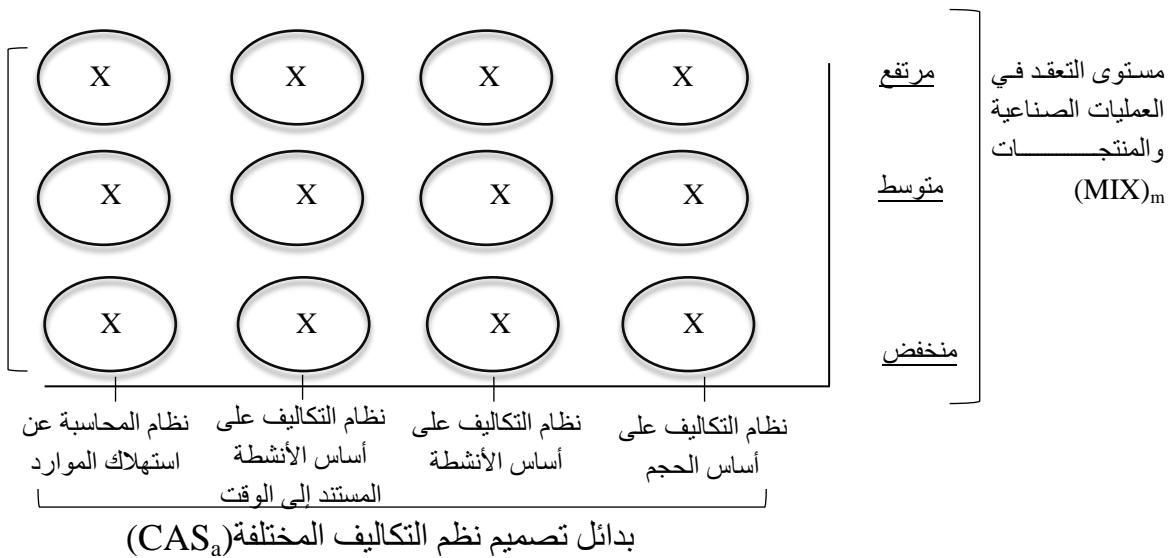 X X X X
مرتفع
مستوى التعقد في
العمليات الصناعية
والمنتجــــــــات
(MIX)m
X X X X
متوسط
X X X X
منخفض
نظام التكاليف على
أساس الحجم
نظام التكاليف على
أساس الأنشطة
نظام التكاليف على
أساس الأنشطة
المستند إلى الوقت
نظام المحاسبة عن
استهلاك الموارد
بدائل تصميم نظم التكاليف المختلفة(CASa)